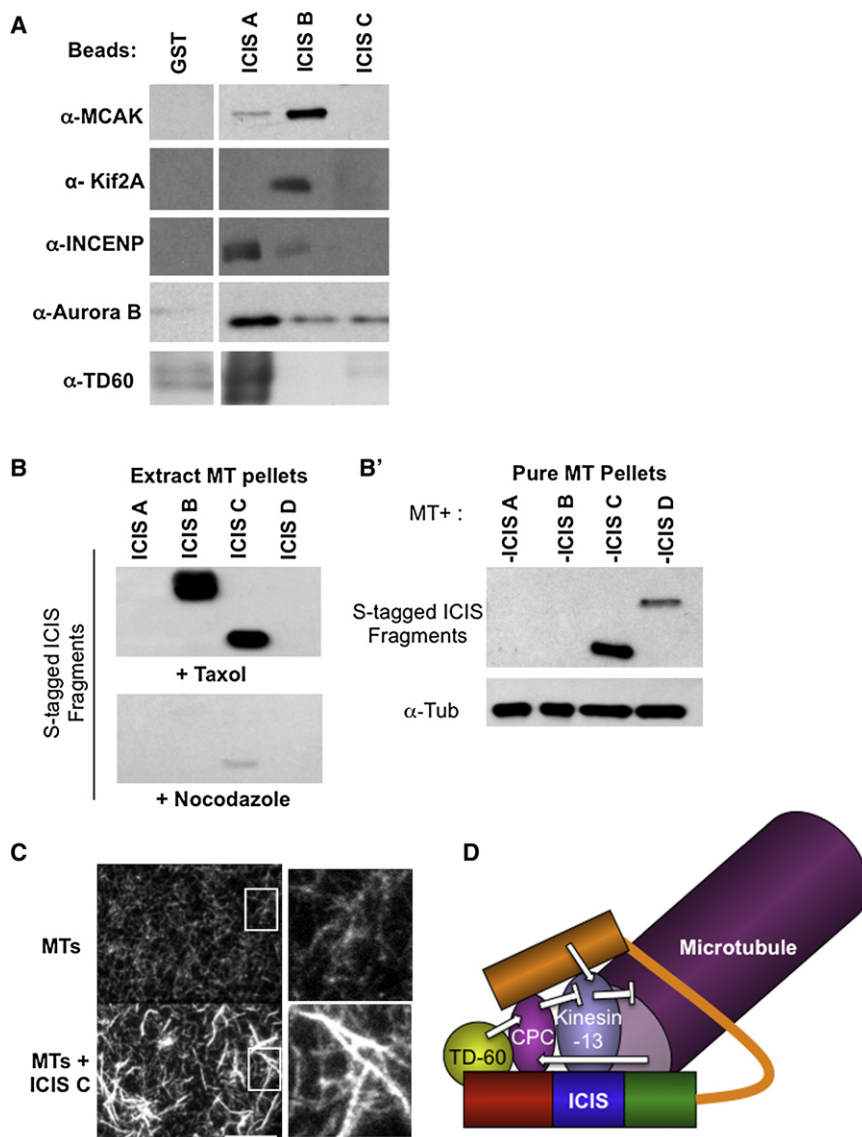 A
Beads:
GST
ICIS A
ICIS B
ICIS C
α-MCAK
α- Kif2A
α-INCENP
α-Aurora B
α-TD60
B
Extract MT pellets
ICIS A
ICIS B
ICIS C
ICIS D
S-tagged ICIS
Fragments
+ Taxol
+ Nocodazole
B'
Pure MT Pellets
MT+ :
-ICIS A
-ICIS B
-ICIS C
-ICIS D
S-tagged ICIS
Fragments
α-Tub
C
MTs
MTs +
ICIS C
D
Microtubule
Kinesin
-13
CPC
TD-60
ICIS